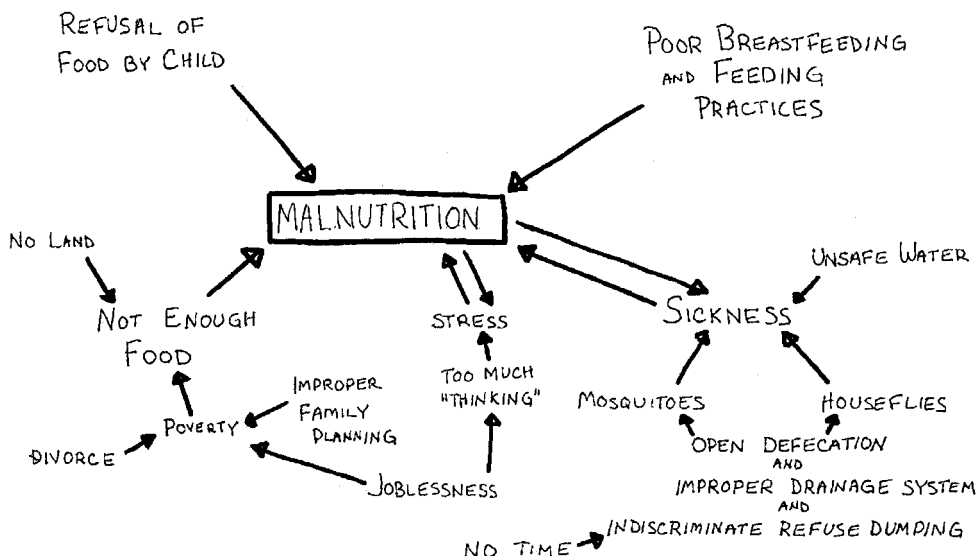 REFUSAL OF
FOOD BY CHILD
POOR BREASTFEEDING
AND FEEDING
PRACTICES
MALNUTRITION
NO LAND
UNSAFE WATER
NOT ENOUGH
FOOD
STRESS
SICKNESS
TOO MUCH
"THINKING"
IMPROPER
FAMILY
PLANNING
POVERTY
DIVORCE
JOBLESSNESS
MOSQUITOES
HOUSEFLIES
OPEN DEFECATION
AND
IMPROPER DRAINAGE SYSTEM
AND
INDISCRIMINATE REFUSE DUMPING
NO TIME